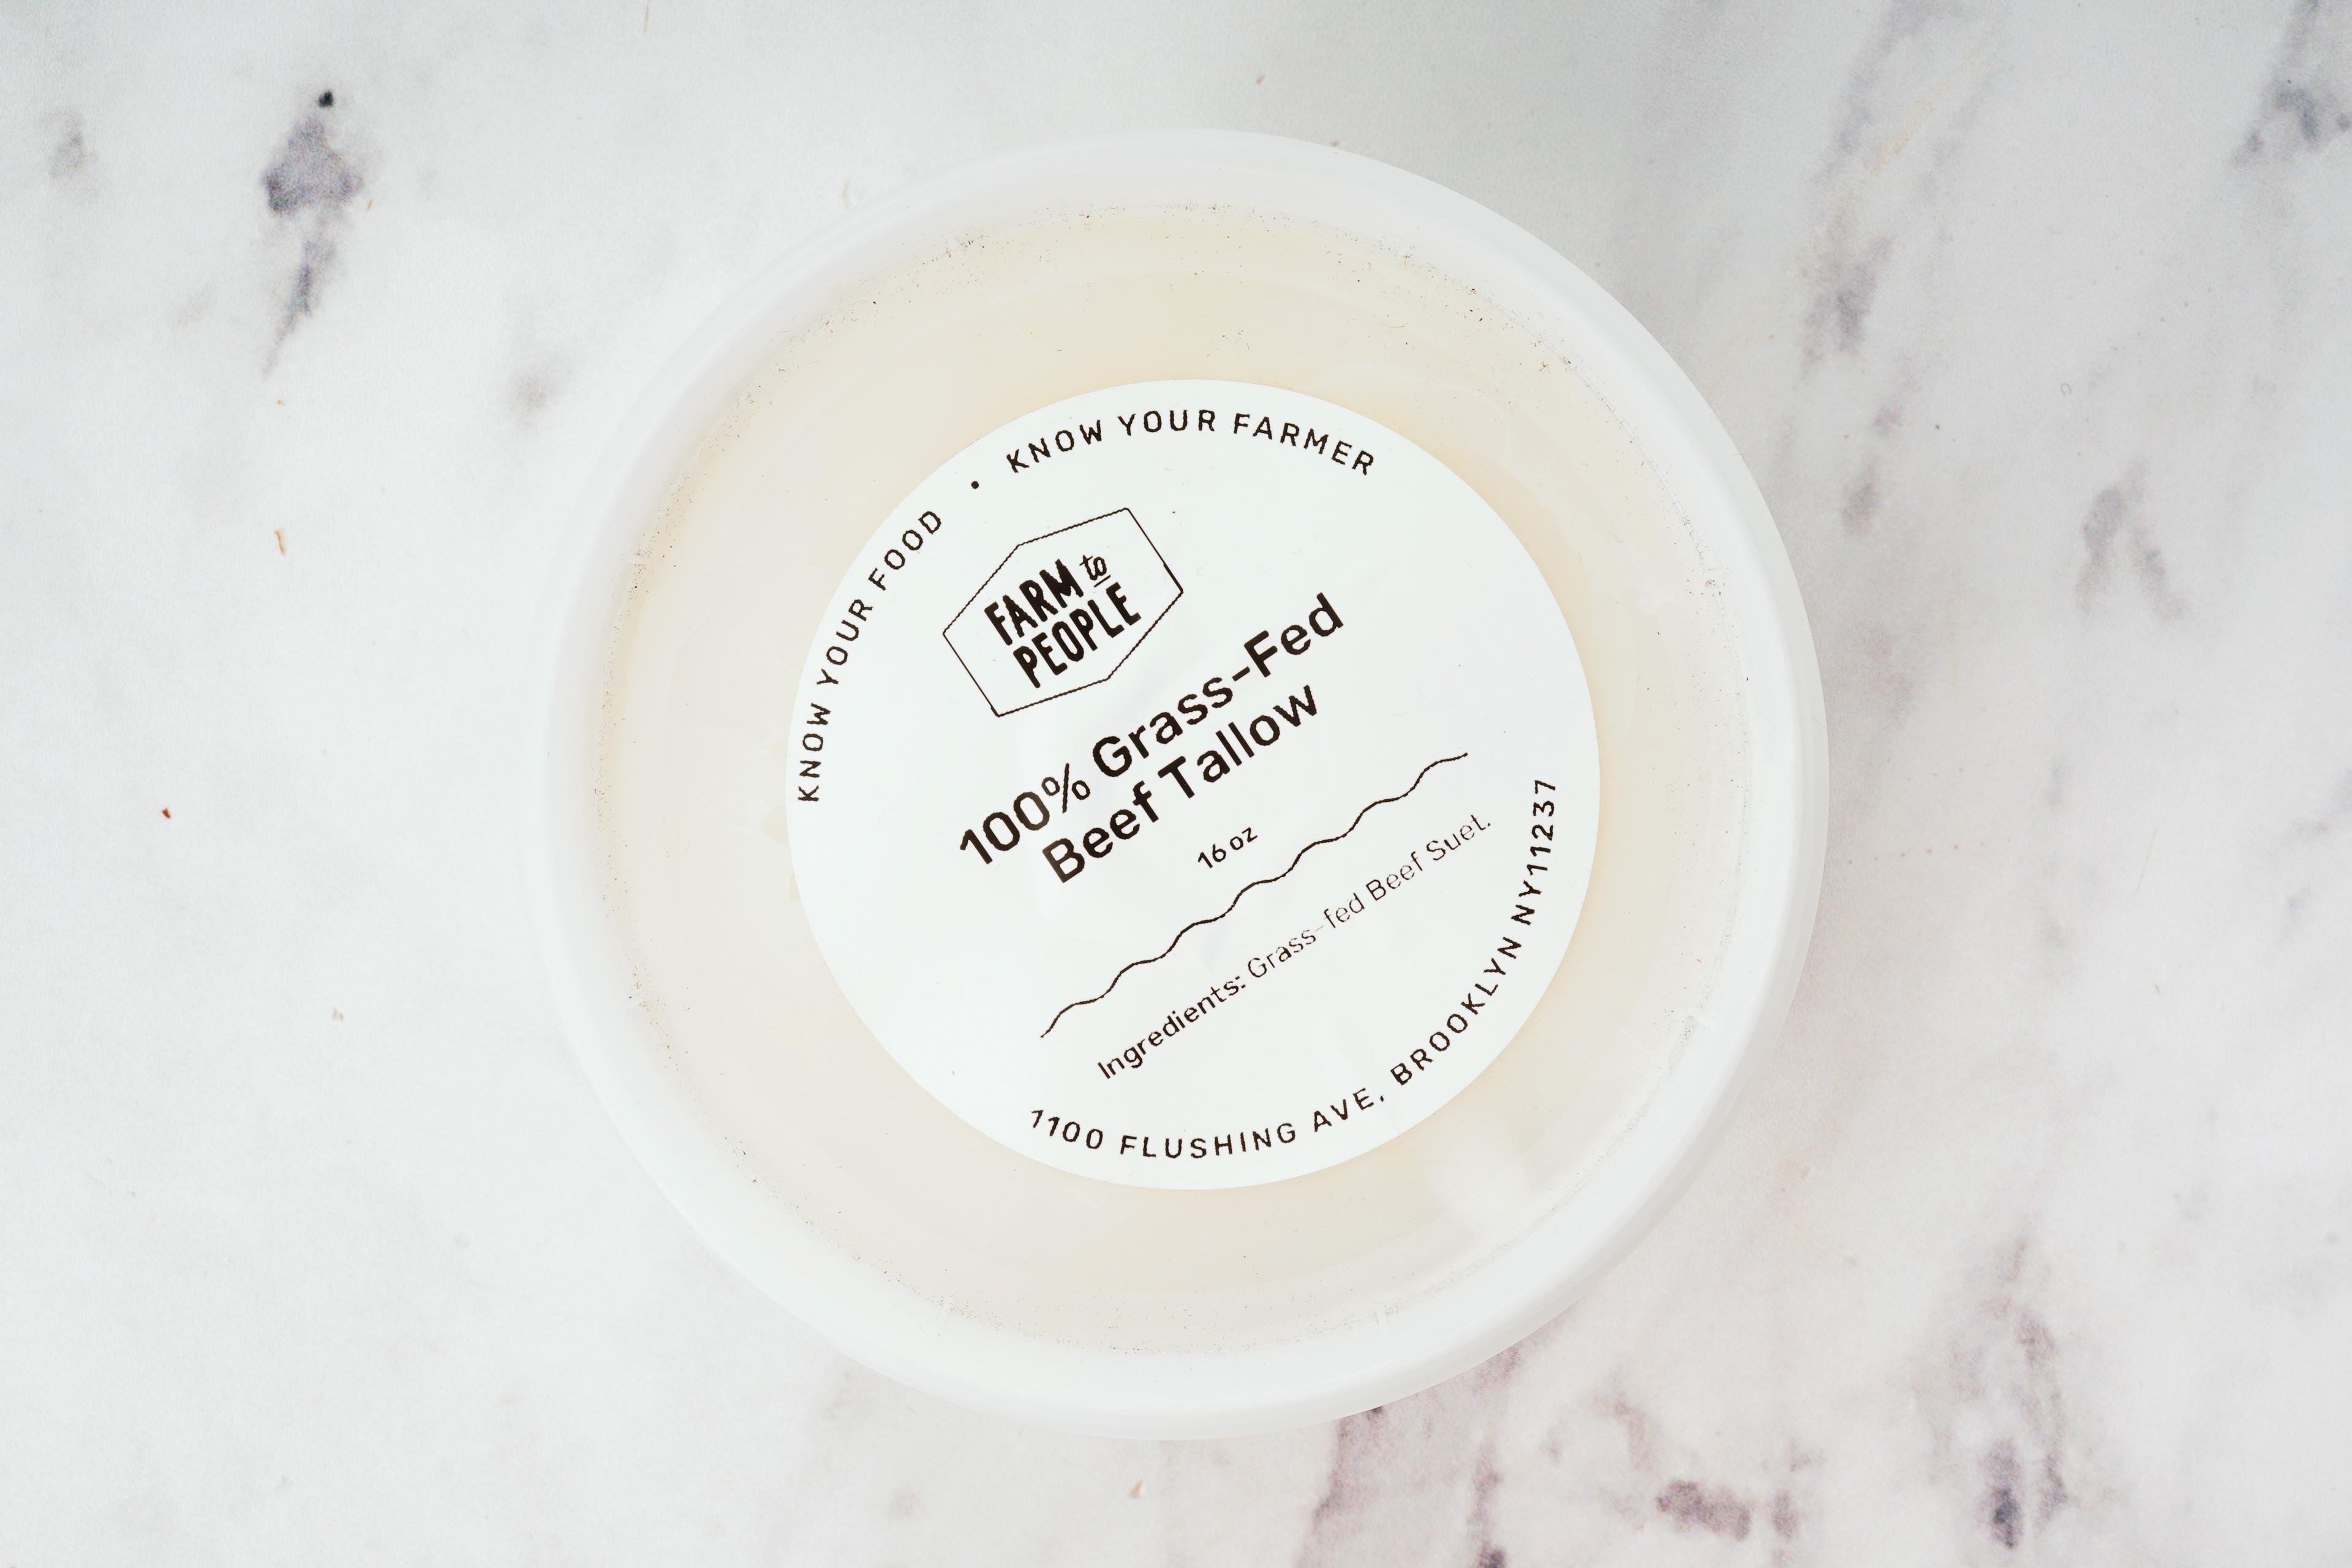 KNOW YOUR FOOD • KNOW YOUR FARMER
FARM to
PEOPLE
100% Grass-Fed
Beef Tallow
16 oz
Ingredients: Grass-fed Beef Suet.
1100 FLUSHING AVE, BROOKLYN NY11237